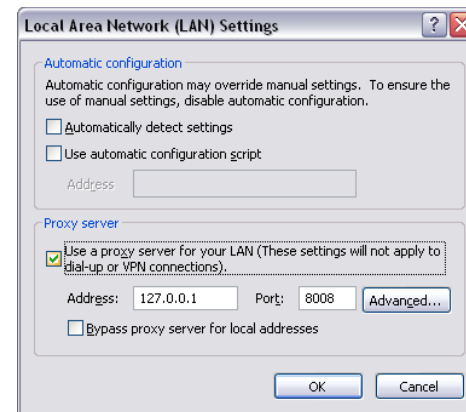 Local Area Network (LAN) Settings
Automatic configuration
Automatic configuration may override manual settings. To ensure the
use of manual settings, disable automatic configuration.
Automatically detect settings
Use automatic configuration script
Address
Proxy server
Use a proxy server for your LAN (These settings will not apply to
dial-up or VPN connections).
Address: 127.0.0.1 Port: 8008 Advanced...
Bypass proxy server for local addresses
OK Cancel